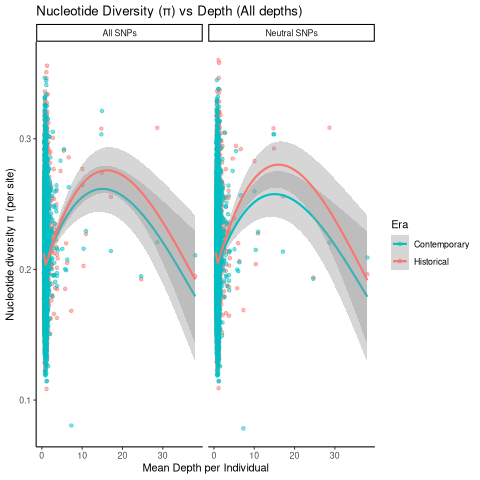 Nucleotide Diversity (π) vs Depth (All depths)
All SNPs
Neutral SNPs
0.3
0.2
0.1
Nucleotide diversity π (per site)
0
10
20
30
0
10
20
30
Mean Depth per Individual
Era
Contemporary
Historical